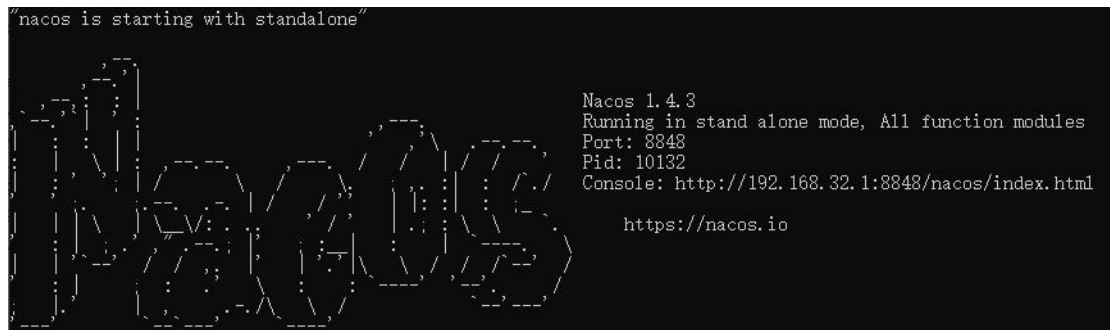 "nacos is starting with standalone"
Nacos 1.4.3
Running in stand alone mode, All function modules
Port: 8848
Pid: 10132
Console: http://192.168.32.1:8848/nacos/index.html
https://nacos.io